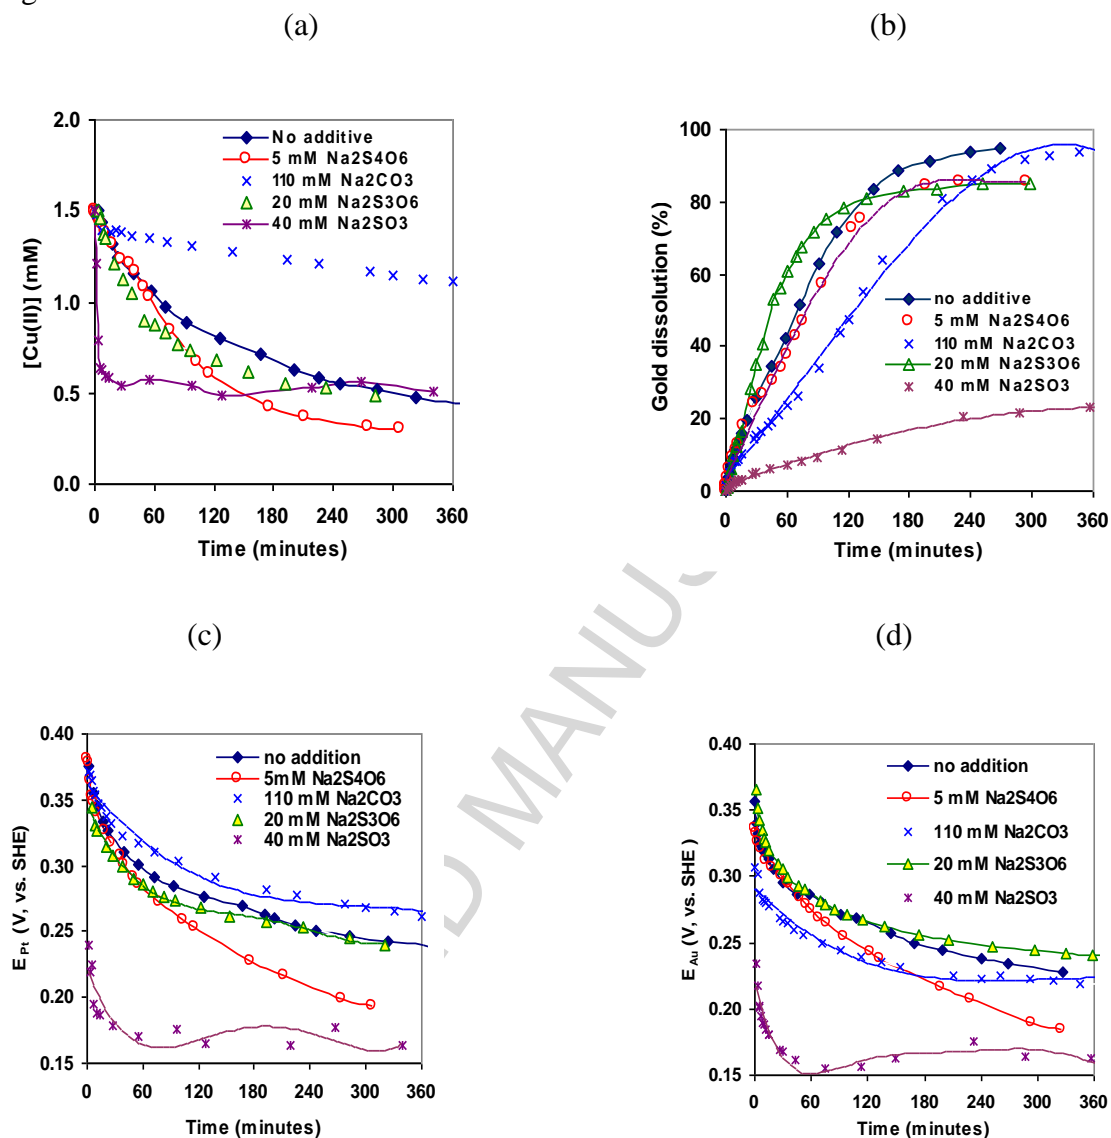 (a)
(b)
2.0
1.5
1.0
0.5
0.0
[Cu(II)] (mM)
No additive
5 mM Na2S4O6
110 mM Na2CO3
20 mM Na2S3O6
40 mM Na2SO3
0 60 120 180 240 300 360
Time (minutes)
100
80
60
40
20
0
Gold dissolution (%)
no additive
5 mM Na2S4O6
110 mM Na2CO3
20 mM Na2S3O6
40 mM Na2SO3
0 60 120 180 240 300 360
Time (minutes)
(c)
(d)
0.40
0.35
0.30
0.25
0.20
0.15
E Pt (V, vs. SHE)
no addition
5mM Na2S4O6
110 mM Na2CO3
20 mM Na2S3O6
40 mM Na2SO3
0 60 120 180 240 300 360
Time (minutes)
0.40
0.35
0.30
0.25
0.20
0.15
E Au (V, vs. SHE )
no addition
5 mM Na2S4O6
110 mM Na2CO3
20 mM Na2S3O6
40 mM Na2SO3
0 60 120 180 240 300 360
Time (minutes)